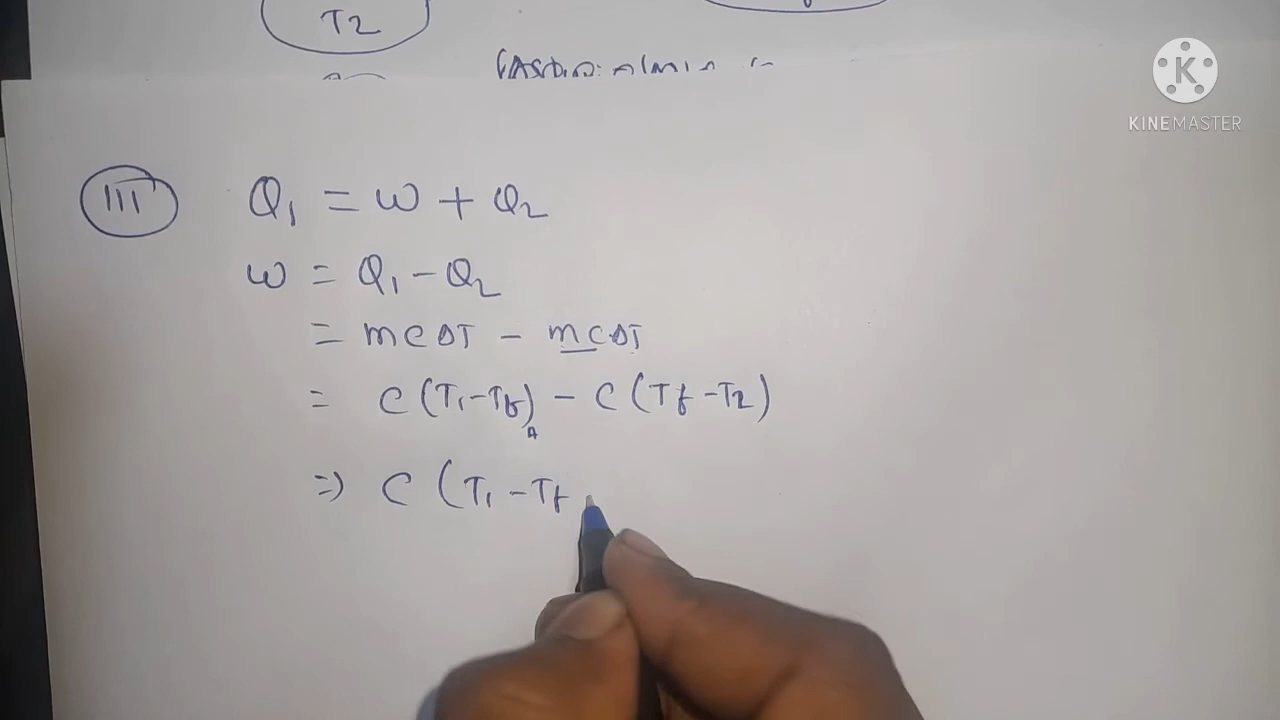 T2
K
KINEMASTER
III Q1 = W + Q2
W = Q1 - Q2
= mCΔT - mCΔT
= C (T1-Tf) - C (Tf-T2)
⇒ C (T1-Tf